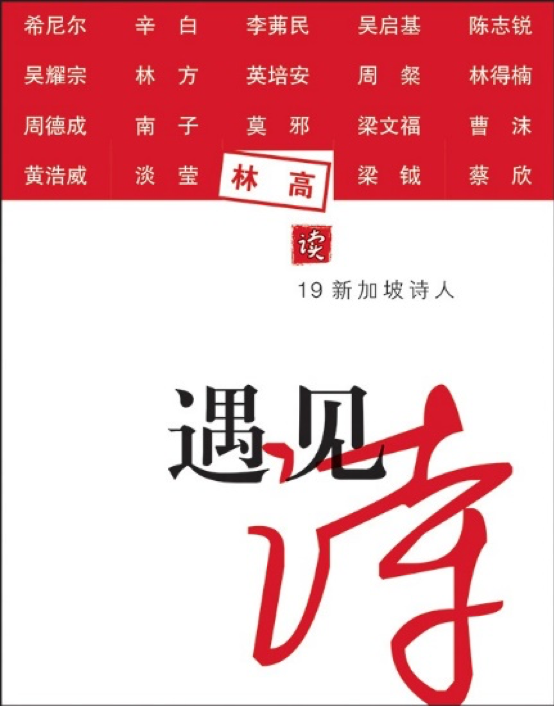 希尼尔 辛白 李茀民 吴启基 陈志锐
吴耀宗 林方 英培安 周粲 林得楠
周德成 南子 莫邪 梁文福 曹沫
黄浩威 淡莹 林高 梁钺 蔡欣
读
19 新加坡诗人
遇见
诗